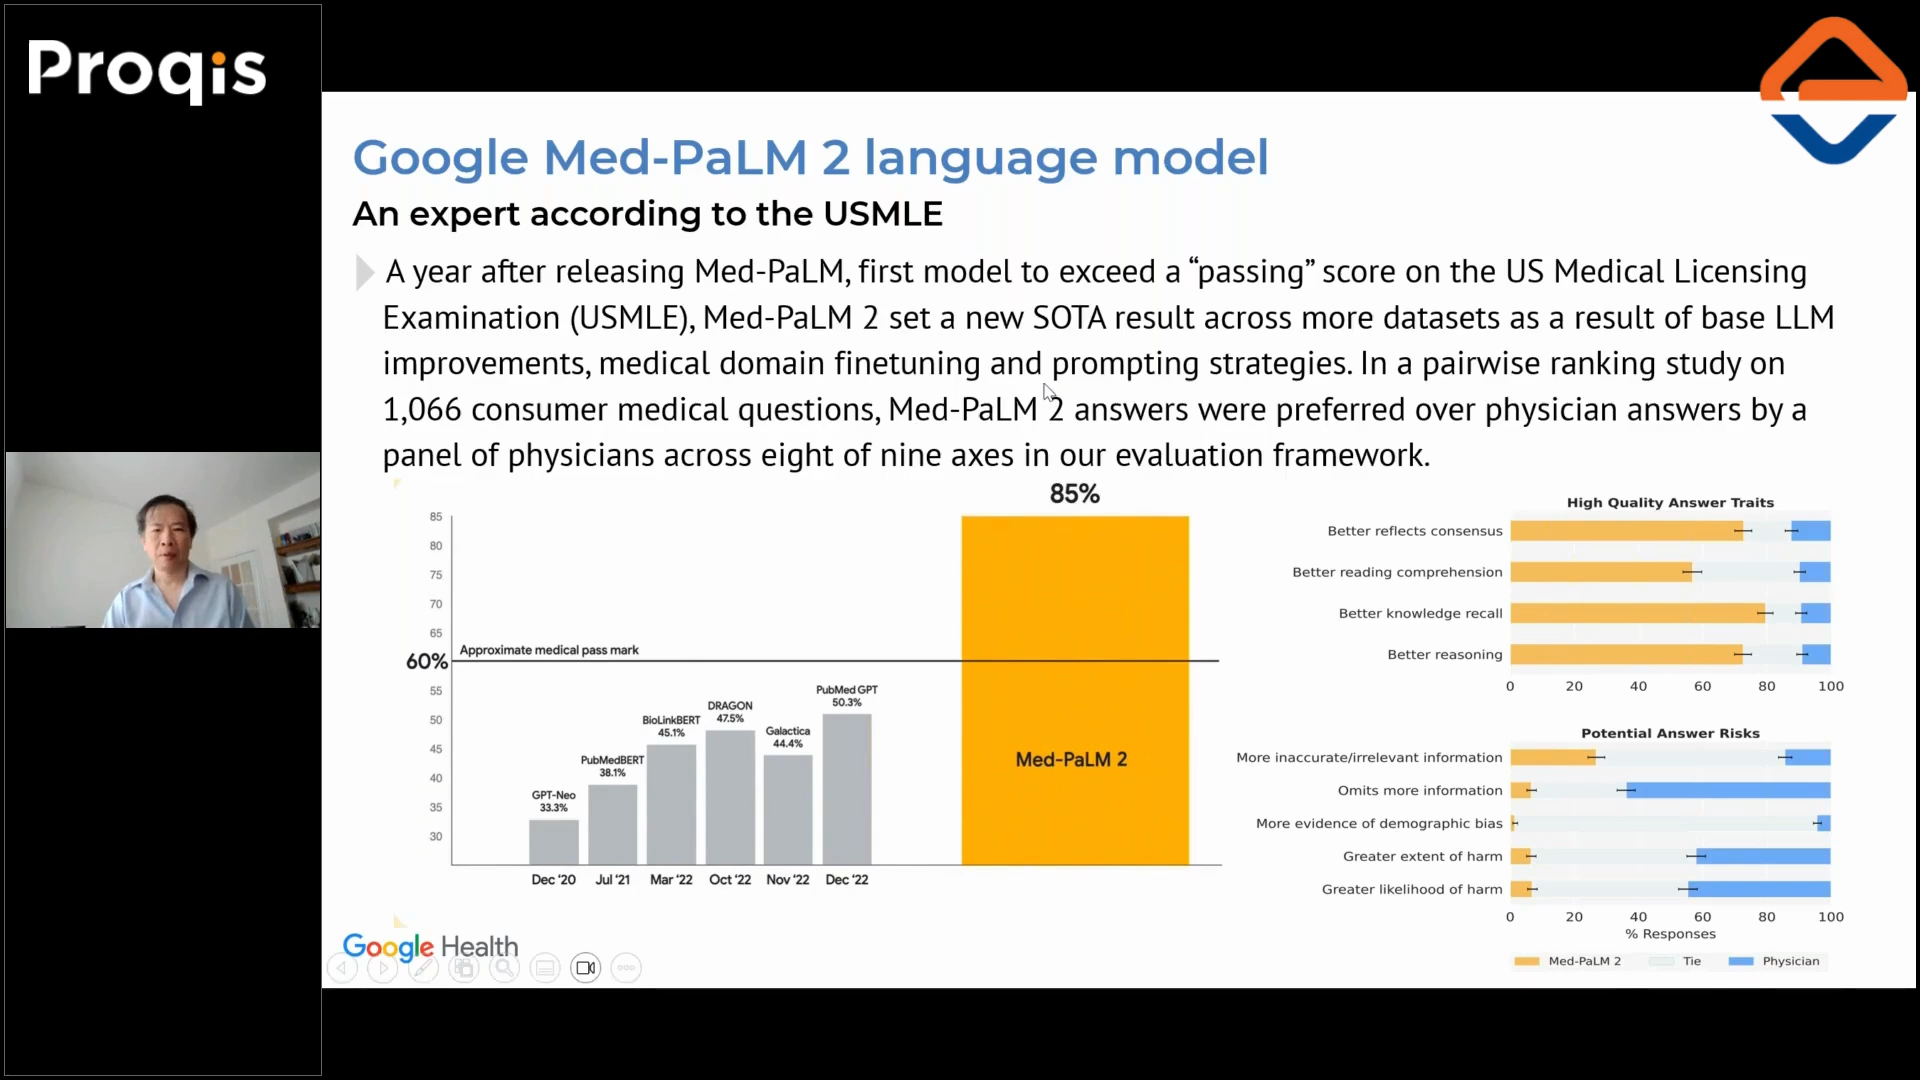 Proqis
Google Med-PaLM 2 language model
An expert according to the USMLE
A year after releasing Med-PaLM, first model to exceed a “passing” score on the US Medical Licensing
Examination (USMLE), Med-PaLM 2 set a new SOTA result across more datasets as a result of base LLM
improvements, medical domain finetuning and prompting strategies. In a pairwise ranking study on
1,066 consumer medical questions, Med-PaLM 2 answers were preferred over physician answers by a
panel of physicians across eight of nine axes in our evaluation framework.
85%
85
80
75
70
65
60%
Approximate medical pass mark
55
50
45
40
35
30
GPT-Neo
33.3%
PubMedBERT
38.1%
BioLinkBERT
45.1%
DRAGON
47.5%
Galactica
44.4%
PubMed GPT
50.3%
Med-PaLM 2
Dec ‘20
Jul ‘21
Mar ‘22
Oct ‘22
Nov ‘22
Dec ‘22
High Quality Answer Traits
Better reflects consensus
Better reading comprehension
Better knowledge recall
Better reasoning
0 20 40 60 80 100
Potential Answer Risks
More inaccurate/irrelevant information
Omits more information
More evidence of demographic bias
Greater extent of harm
Greater likelihood of harm
0 20 40 60 80 100
% Responses
Med-PaLM 2 Tie Physician
Google Health